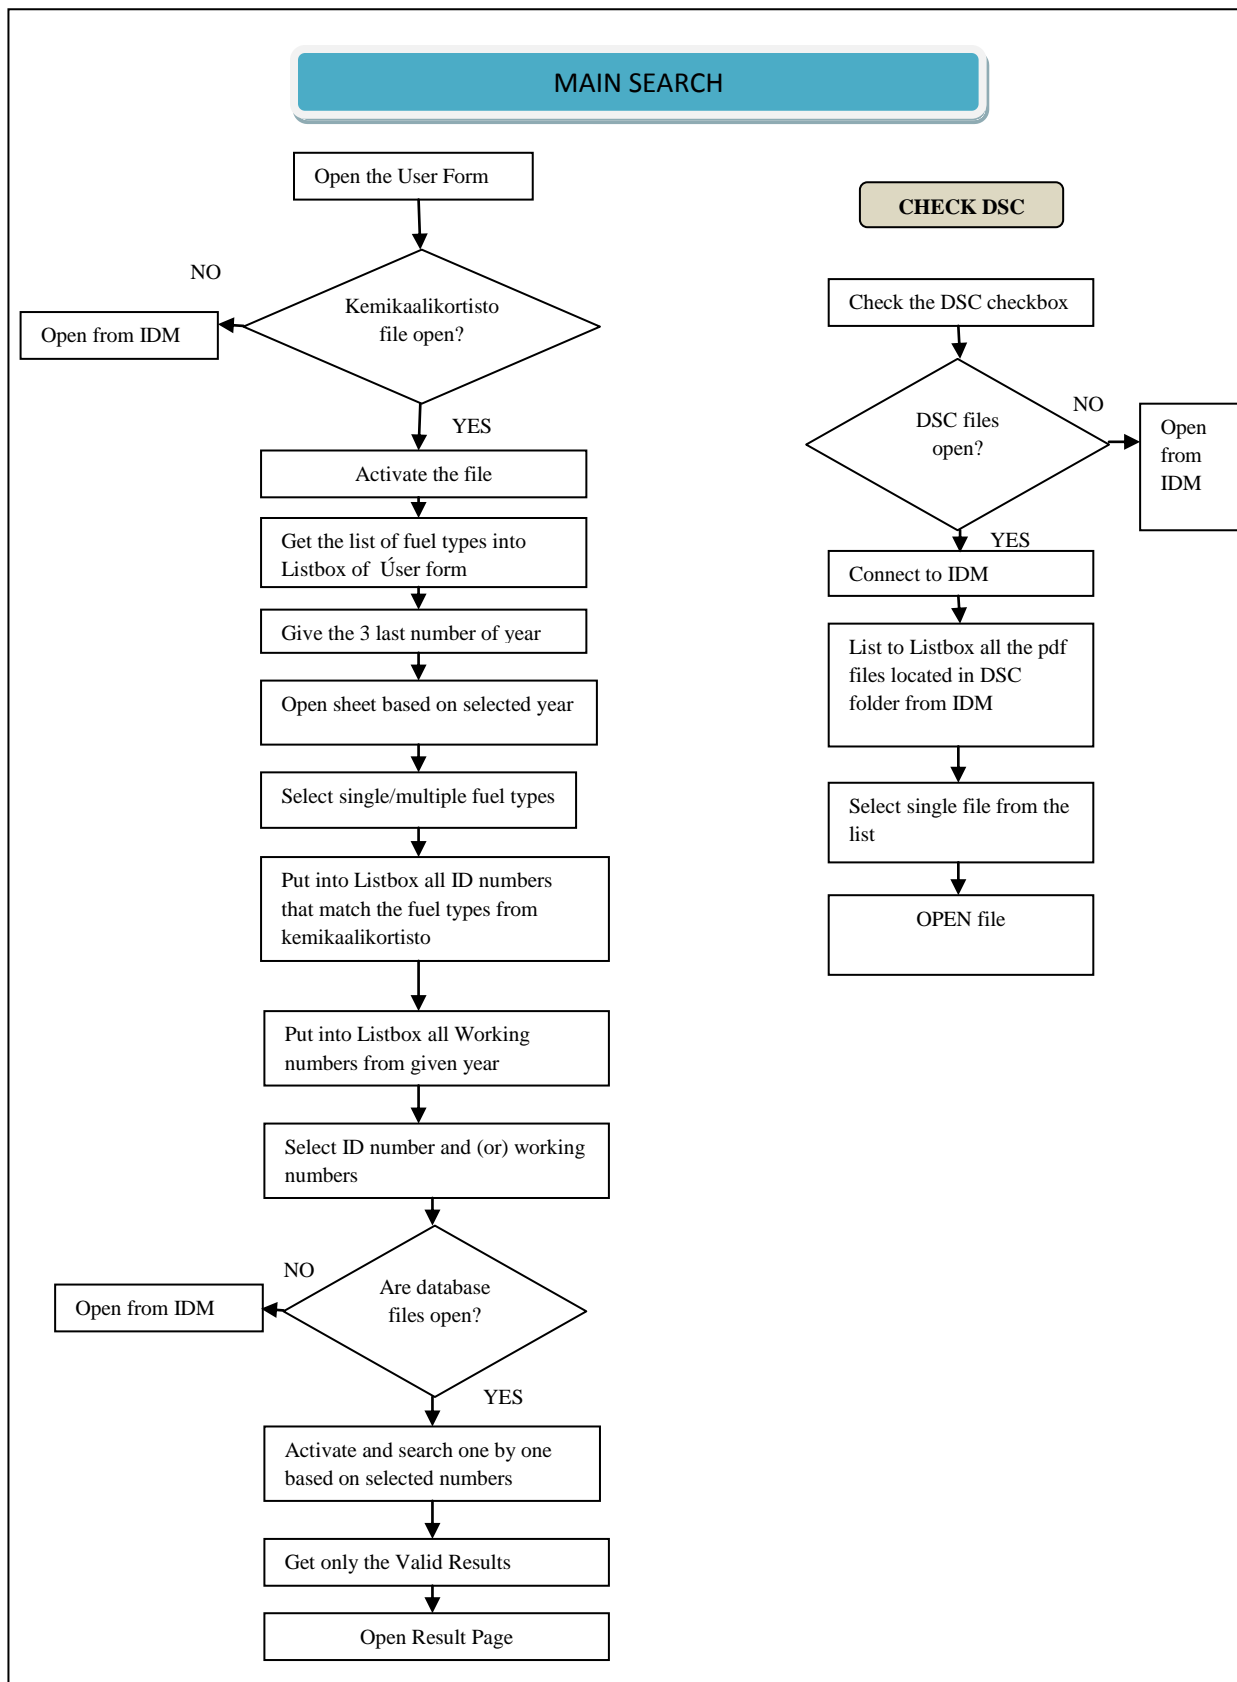 MAIN SEARCH
Open the User Form
NO
Kemikaalikortisto
file open?
Open from IDM
YES
Activate the file
Get the list of fuel types into
Listbox of Úser form
Give the 3 last number of year
Open sheet based on selected year
Select single/multiple fuel types
Put into Listbox all ID numbers
that match the fuel types from
kemikaalikortisto
Put into Listbox all Working
numbers from given year
Select ID number and (or) working
numbers
NO
Are database
files open?
Open from IDM
YES
Activate and search one by one
based on selected numbers
Get only the Valid Results
Open Result Page
CHECK DSC
Check the DSC checkbox
DSC files
open?
NO
Open
from
IDM
YES
Connect to IDM
List to Listbox all the pdf
files located in DSC
folder from IDM
Select single file from the
list
OPEN file